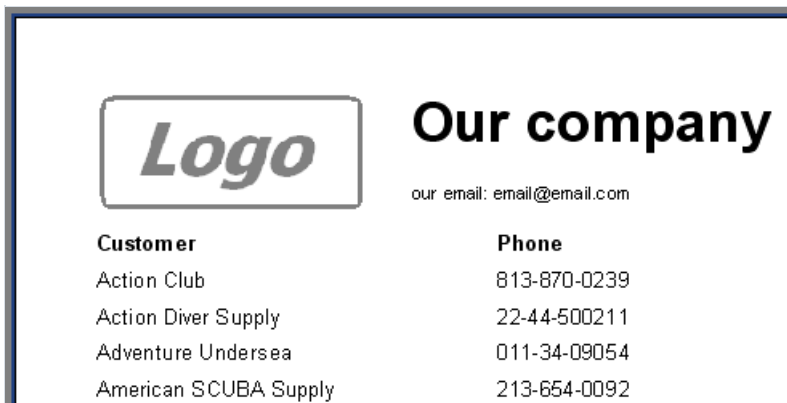 Logo
Our company
our email: email@email.com
Customer Phone
Action Club 813-870-0239
Action Diver Supply 22-44-500211
Adventure Undersea 011-34-09054
American SCUBA Supply 213-654-0092